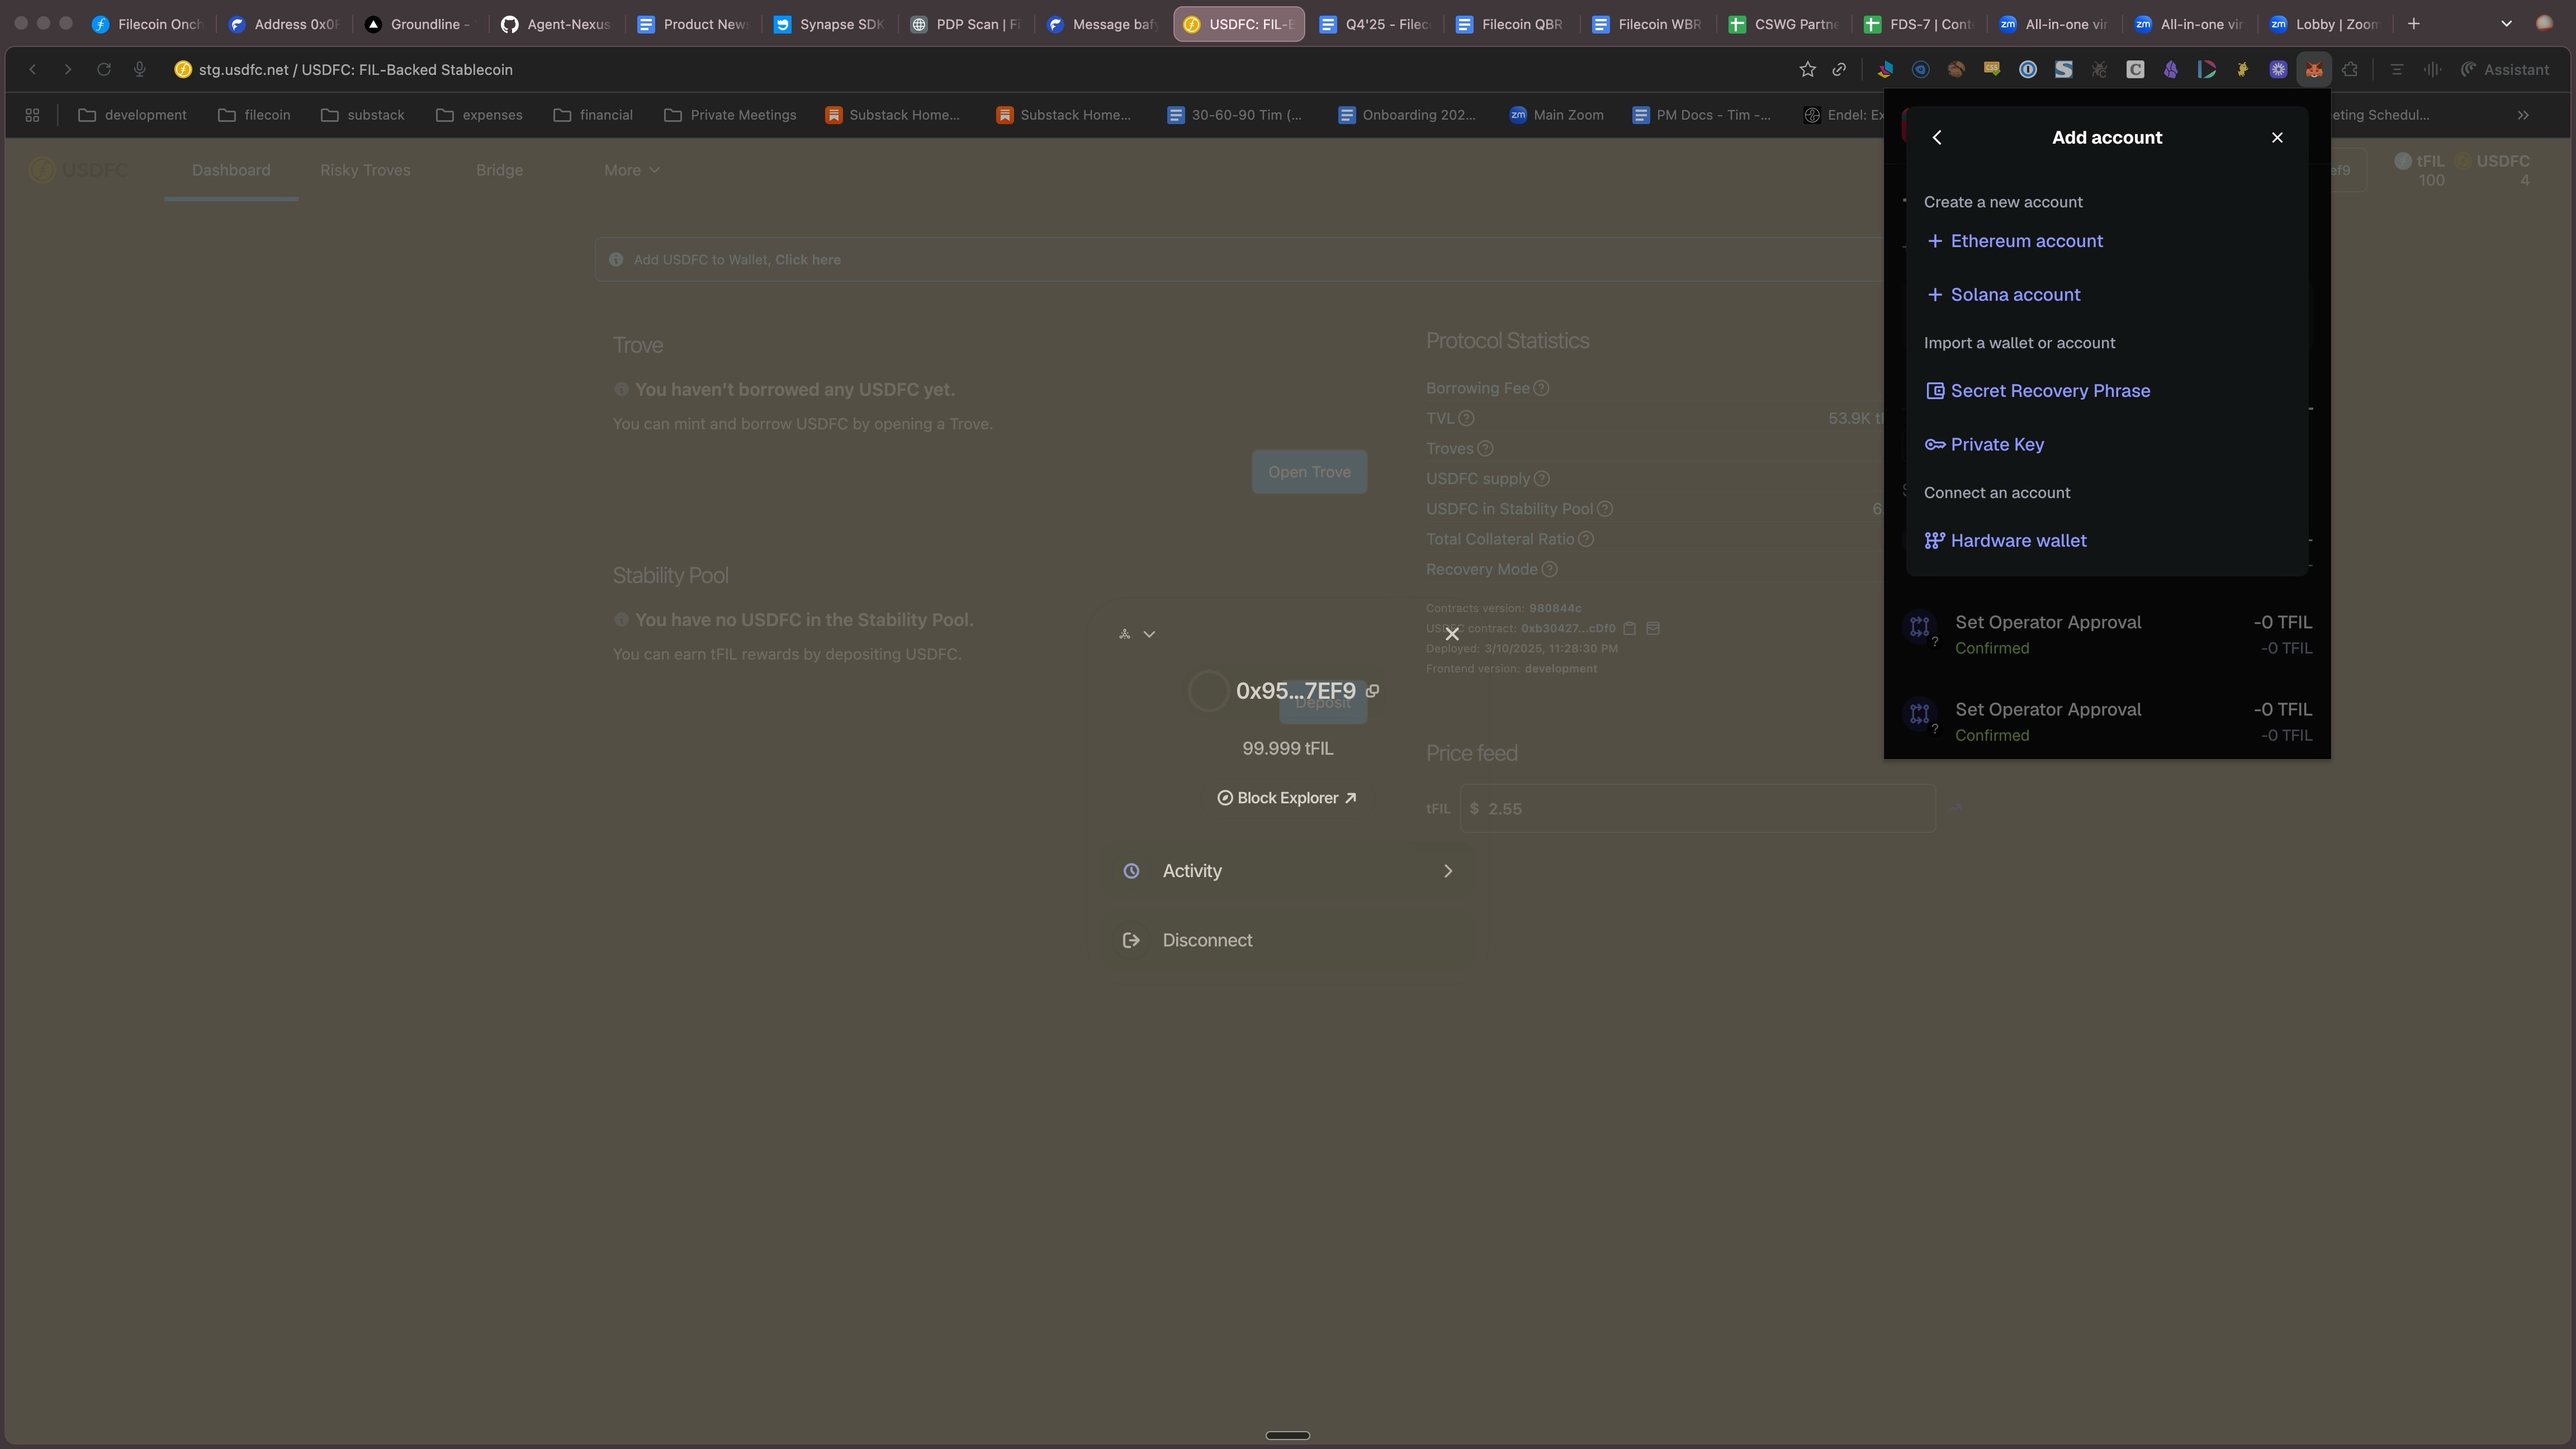 Filecoin Onch
Address 0x0F
Groundline -
Agent-Nexus
Product New
Synapse SDK
PDP Scan | Fi
Message bafy
USDFC: FIL-B
Q4'25 - Filec
Filecoin QBR
Filecoin WBR
CSWG Partne
FDS-7 | Cont
All-in-one vir
All-in-one vir
Lobby | Zoom
stg.usdfc.net / USDFC: FIL-Backed Stablecoin
Assistant
development
filecoin
substack
expenses
financial
Private Meetings
Substack Home...
Substack Home...
30-60-90 Tim (...
Onboarding 202...
Main Zoom
PM Docs - Tim -...
Endel: Ex
eting Schedul...
USDFC
Dashboard
Risky Troves
Bridge
More
ef9
tFIL
100
USDFC
4
Add USDFC to Wallet, Click here
Trove
You haven't borrowed any USDFC yet.
You can mint and borrow USDFC by opening a Trove.
Open Trove
Stability Pool
You have no USDFC in the Stability Pool.
You can earn tFIL rewards by depositing USDFC.
Deposit
Protocol Statistics
Borrowing Fee
TVL
53.9K tF
Troves
USDFC supply
USDFC in Stability Pool
6
Total Collateral Ratio
Recovery Mode
Contracts version: 980844c
USDFC contract: 0xb30427...cDf0
Deployed: 3/10/2025, 11:28:30 PM
Frontend version: development
Price feed
tFIL
$ 2.55
0x95...7EF9
99.999 tFIL
Block Explorer
Activity
Disconnect
Add account
Create a new account
Ethereum account
Solana account
Import a wallet or account
Secret Recovery Phrase
Private Key
Connect an account
Hardware wallet
Set Operator Approval
-0 TFIL
Confirmed
-0 TFIL
Set Operator Approval
-0 TFIL
Confirmed
-0 TFIL